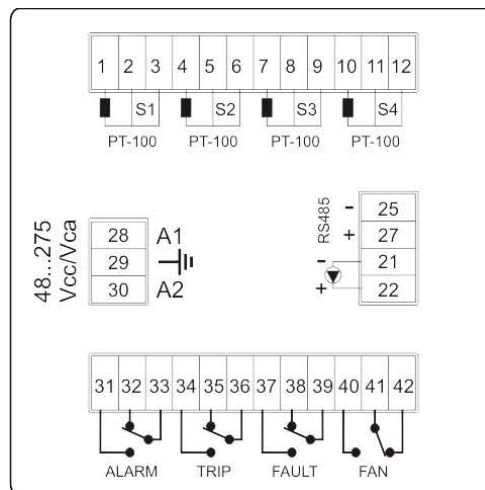 1 2 3 4 5 6 7 8 9 10 11 12
S1 S2 S3 S4
PT-100 PT-100 PT-100 PT-100
48...275
Vcc/Vca
28 A1
29
30 A2
RS485
- 25
+ 27
- 21
+ 22
31 32 33 34 35 36 37 38 39 40 41 42
ALARM TRIP FAULT FAN